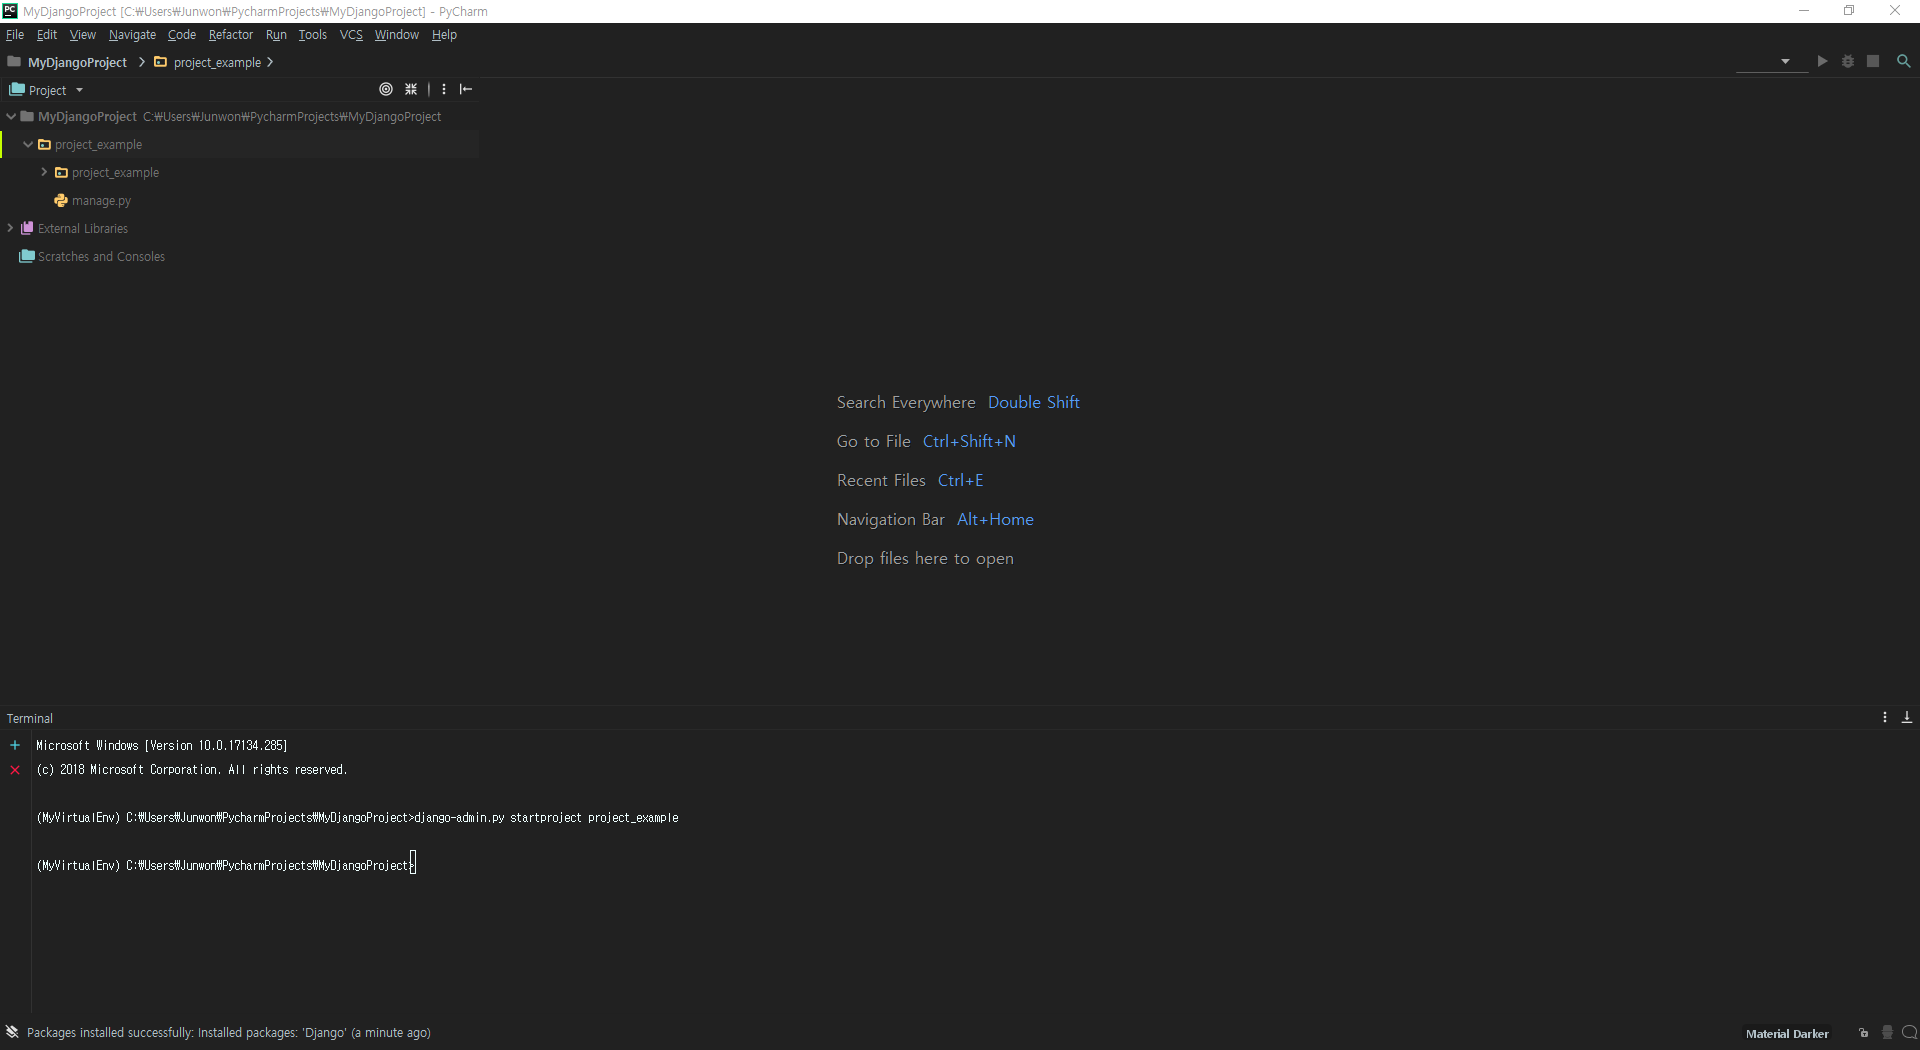 PC
MyDjangoProject [C:₩Users₩Junwon₩PycharmProjects₩MyDjangoProject] - PyCharm
File Edit View Navigate Code Refactor Run Tools VCS Window Help
MyDjangoProject project_example
Project
MyDjangoProject C:₩Users₩Junwon₩PycharmProjects₩MyDjangoProject
project_example
project_example
manage.py
External Libraries
Scratches and Consoles
Search Everywhere Double Shift
Go to File Ctrl+Shift+N
Recent Files Ctrl+E
Navigation Bar Alt+Home
Drop files here to open
Terminal
Microsoft Windows [Version 10.0.17134.285]
(c) 2018 Microsoft Corporation. All rights reserved.
(MyVirtualEnv) C:₩Users₩Junwon₩PycharmProjects₩MyDjangoProject>django-admin.py startproject project_example
(MyVirtualEnv) C:₩Users₩Junwon₩PycharmProjects₩MyDjangoProject>
Packages installed successfully: Installed packages: 'Django' (a minute ago)
Material Darker